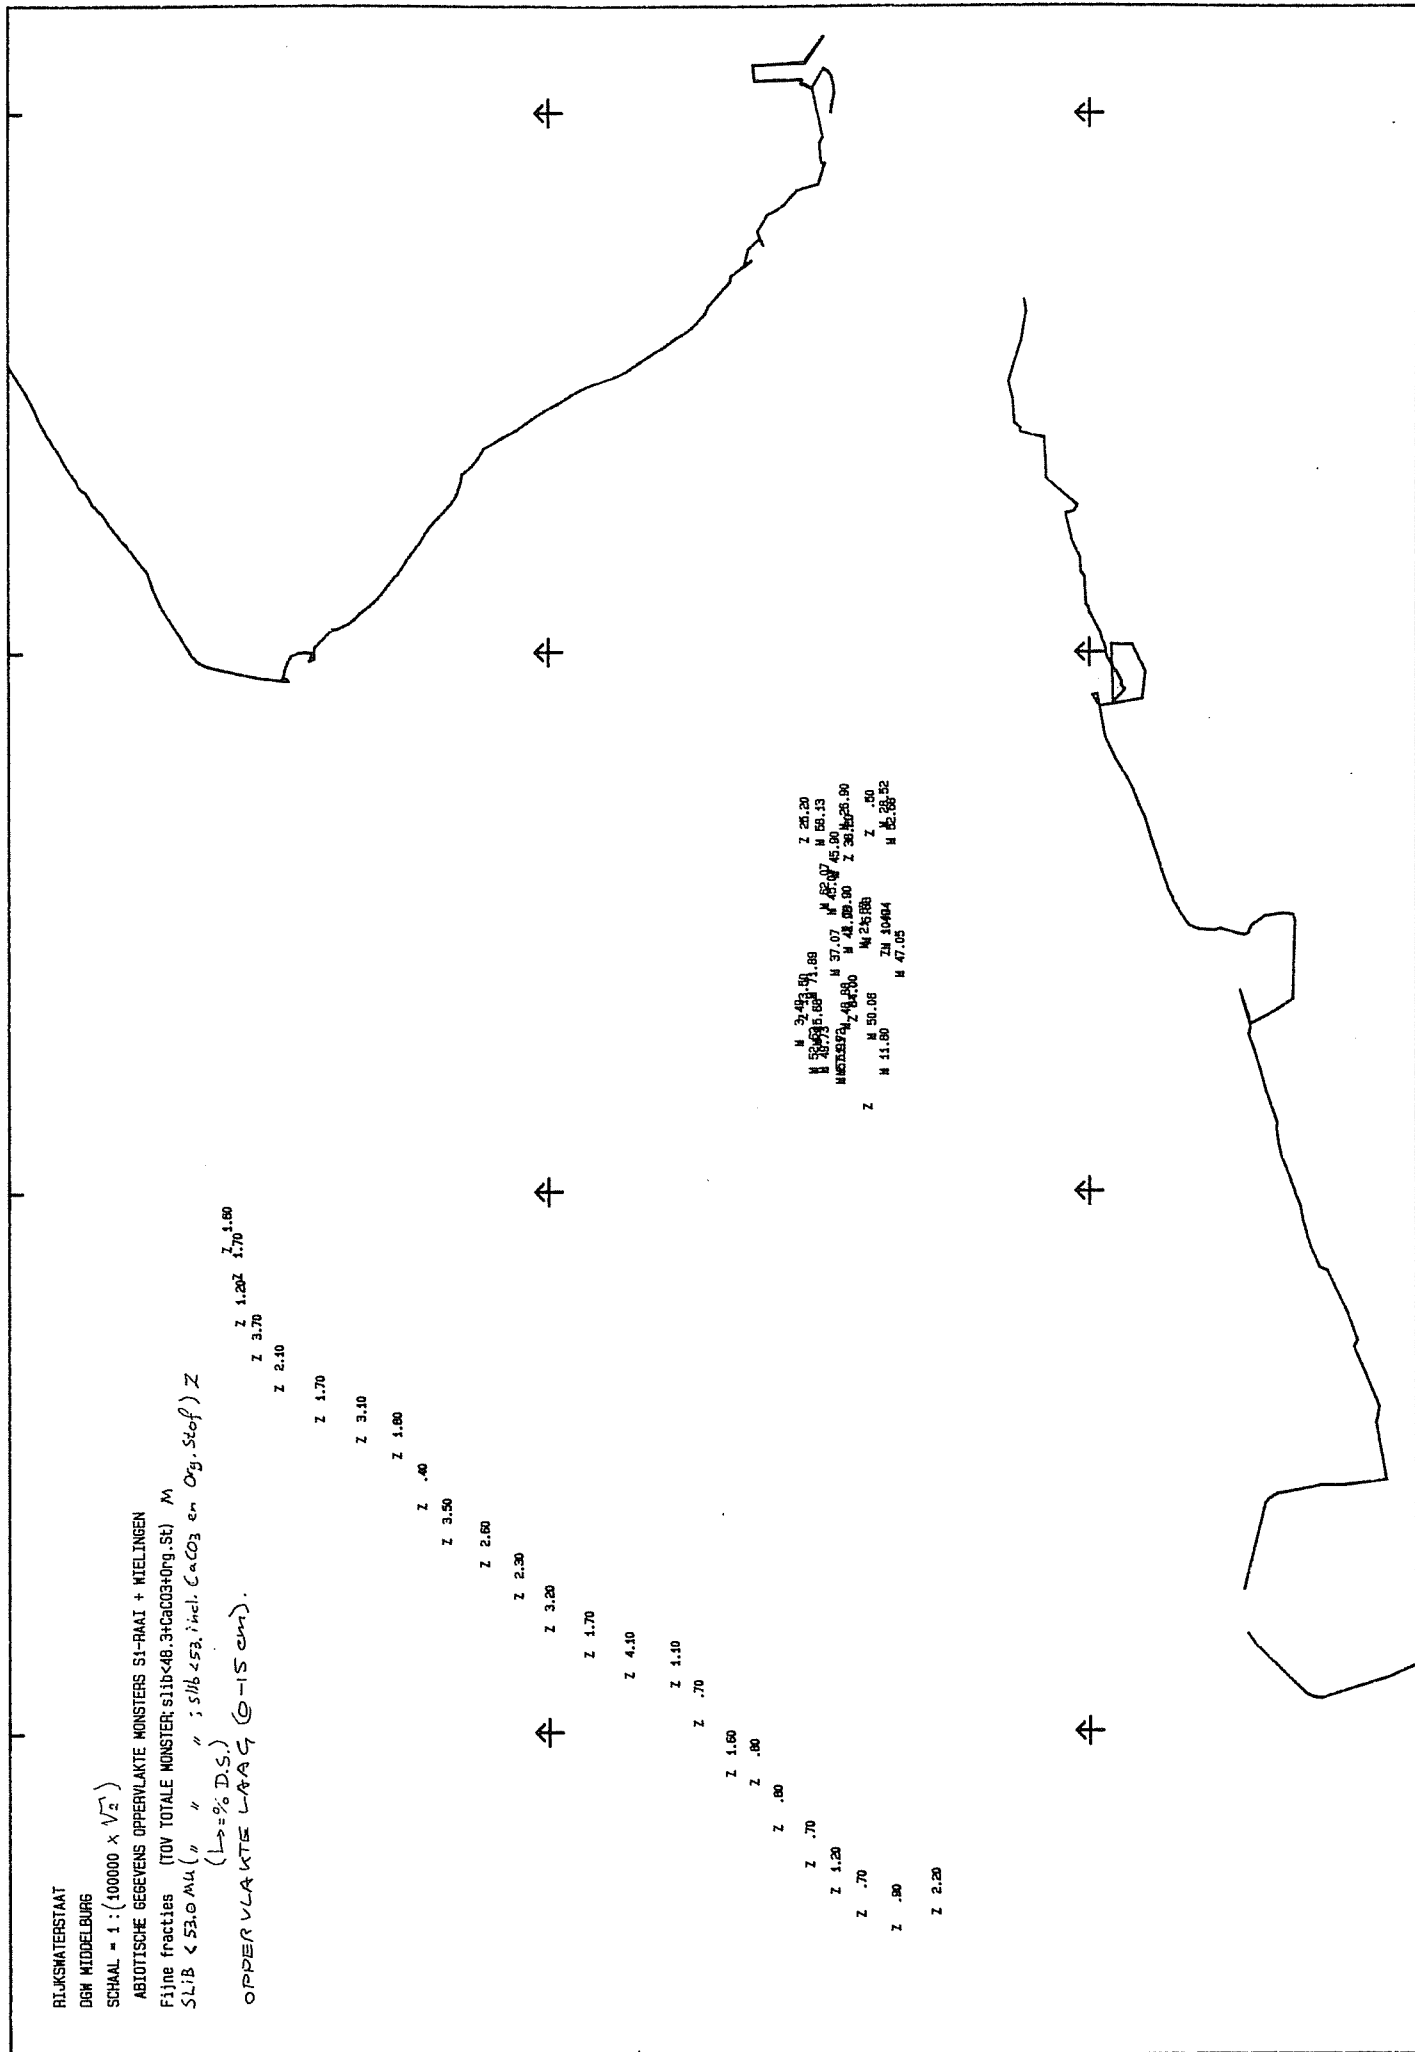 RIJKSWATERSTAAT
DGW MIDDELBURG
SCHAAL = 1 :(100000 x √2)
ABIOTISCHE GEGEVENS OPPERVLAKTE MONSTERS S1-RAAI + WIELINGEN
Fijne fracties (TOV TOTALE MONSTER; slib<48.3+CaCO3+Org.St) M
SLIB < 53.0 MU ( " " " ; slib <53. incl. CaCO3 en Org. Stof ) Z
(L>=% D.S.)
OPPERVLAKTE LAAG (0-15 cm).
Z 1.60
Z 1.70
Z 1.20
Z 3.70
Z 2.10
Z 1.70
Z 3.10
Z 1.80
Z .40
Z 3.50
Z 2.60
Z 2.30
Z 3.20
Z 1.70
Z 4.10
Z 1.10
Z .70
Z 1.60
Z .80
Z .80
Z .70
Z 1.20
Z .70
Z .90
Z 2.20
Z 25.20
M 58.13
M 62.07
45.90
M 26.90
Z .50
M 37.07
71.89
M 47.05
M 50.08
M 11.80
Z